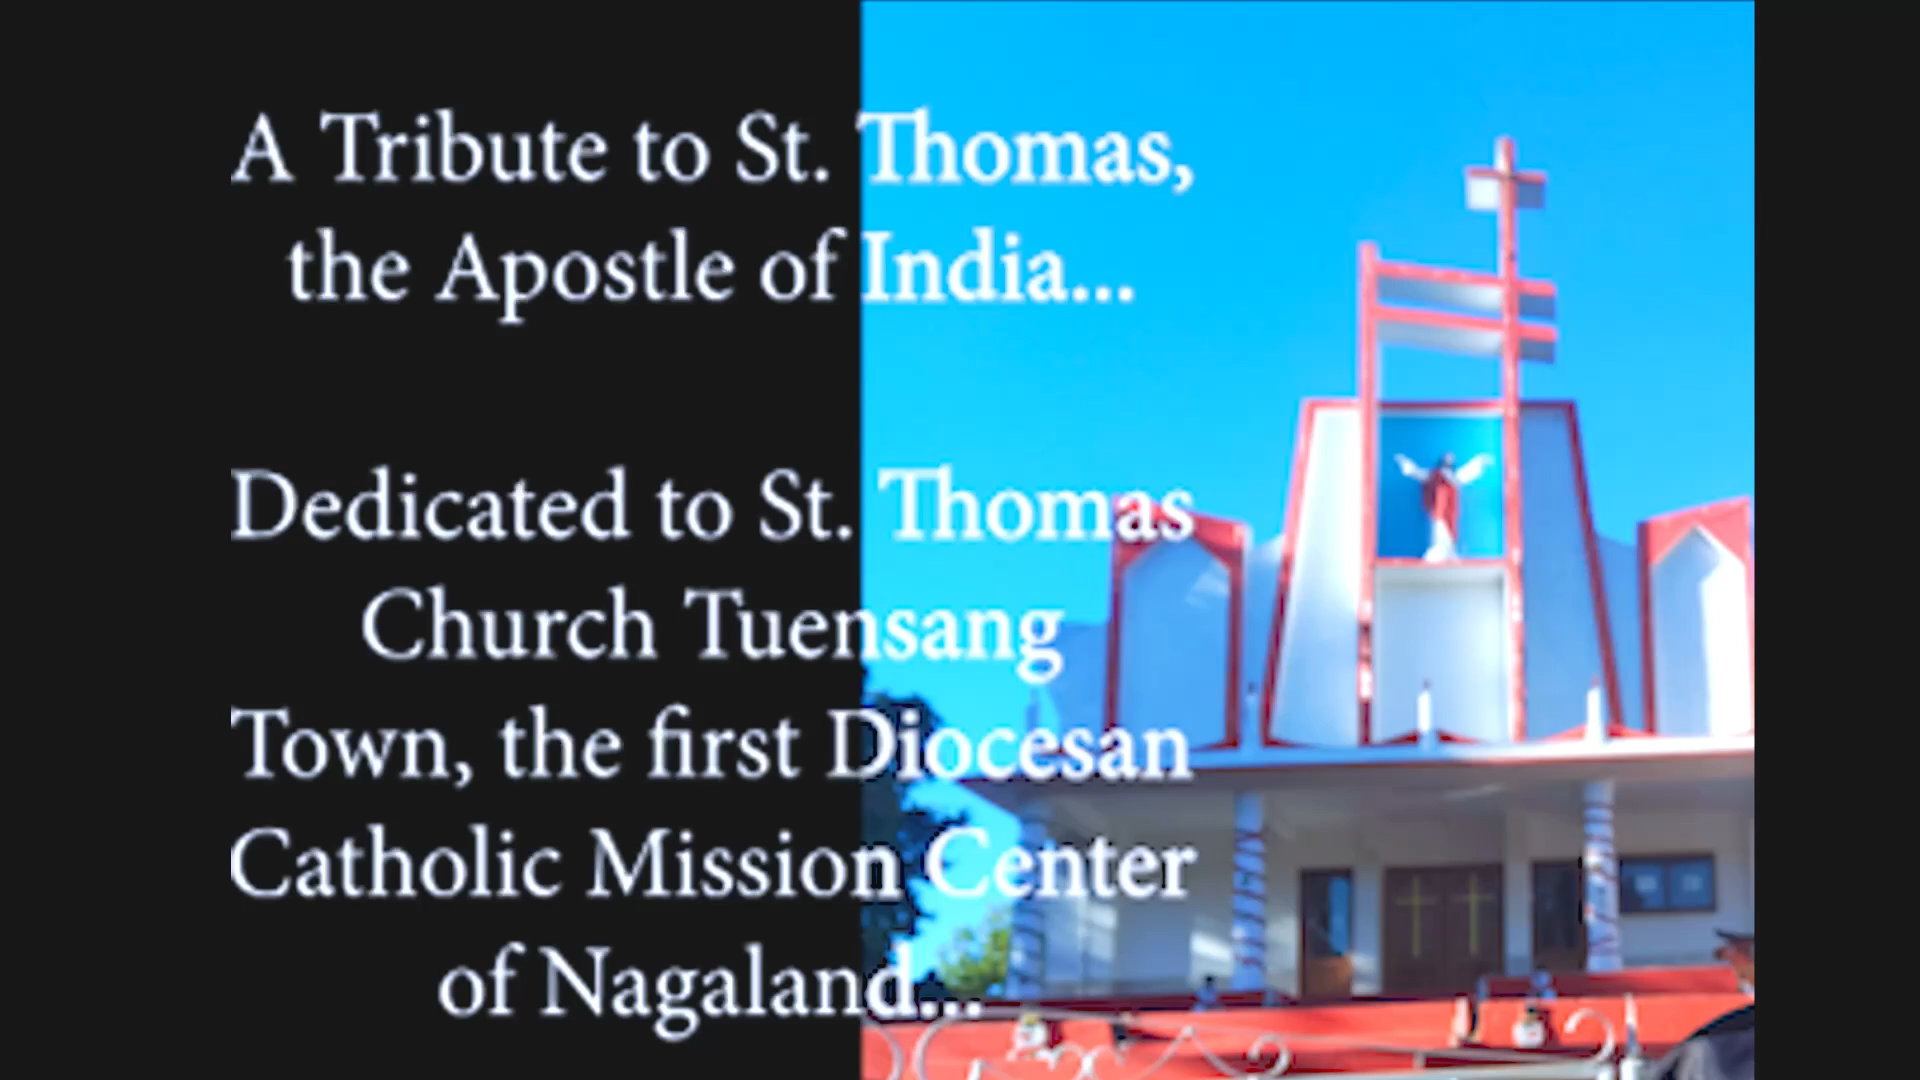 A Tribute to St. Thomas,
the Apostle of India...
Dedicated to St. Thomas
Church Tuensang
Town, the first Diocesan
Catholic Mission Center
of Nagaland...